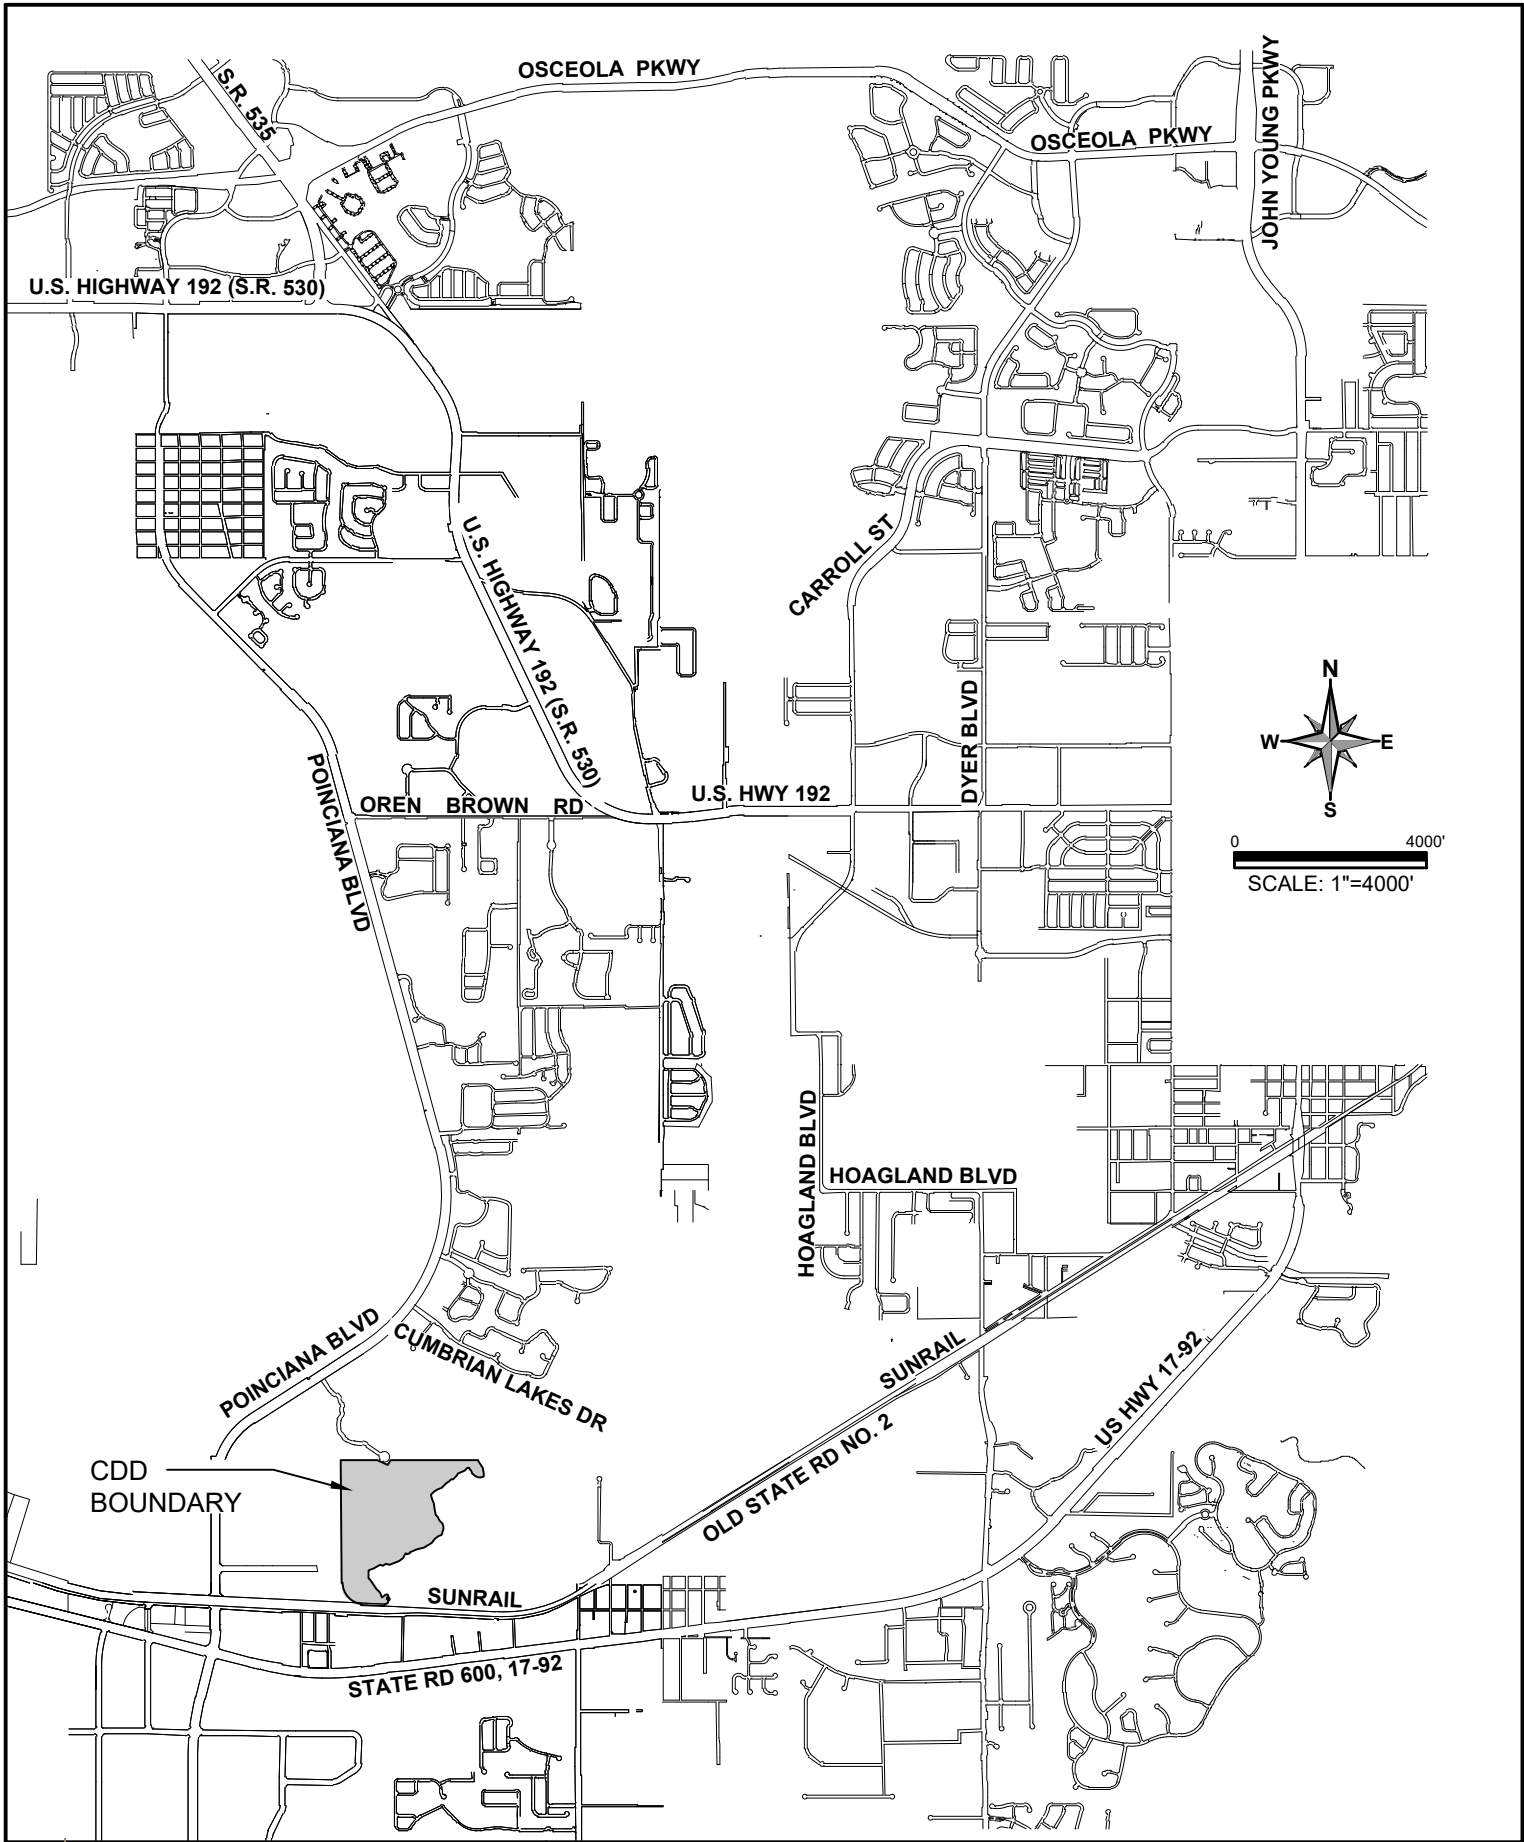 OSCEOLA PKWY
S.R. 535
JOHN YOUNG PKWY
OSCEOLA PKWY
U.S. HIGHWAY 192 (S.R. 530)
U.S. HIGHWAY 192 (S.R. 530)
CARROLL ST
N
W
E
S
DYER BLVD
POINCIANA BLVD
OREN BROWN RD
U.S. HWY 192
0
4000'
SCALE: 1"=4000'
HOAGLAND BLVD
HOAGLAND BLVD
POINCIANA BLVD
CUMBRIAN LAKES DR
SUNRAIL
US HWY 17-92
OLD STATE RD NO. 2
CDD
BOUNDARY
SUNRAIL
STATE RD 600, 17-92